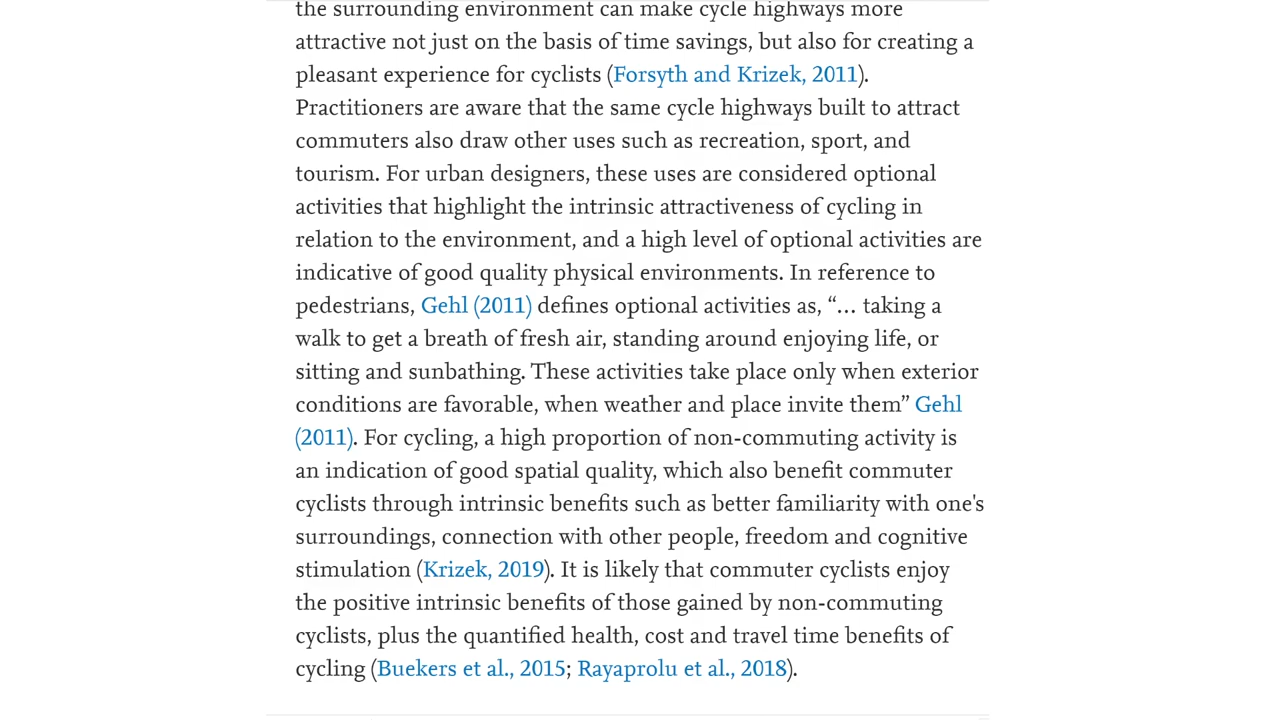 the surrounding environment can make cycle highways more
attractive not just on the basis of time savings, but also for creating a
pleasant experience for cyclists (Forsyth and Krizek, 2011).
Practitioners are aware that the same cycle highways built to attract
commuters also draw other uses such as recreation, sport, and
tourism. For urban designers, these uses are considered optional
activities that highlight the intrinsic attractiveness of cycling in
relation to the environment, and a high level of optional activities are
indicative of good quality physical environments. In reference to
pedestrians, Gehl (2011) defines optional activities as, “… taking a
walk to get a breath of fresh air, standing around enjoying life, or
sitting and sunbathing. These activities take place only when exterior
conditions are favorable, when weather and place invite them” Gehl
(2011). For cycling, a high proportion of non-commuting activity is
an indication of good spatial quality, which also benefit commuter
cyclists through intrinsic benefits such as better familiarity with one's
surroundings, connection with other people, freedom and cognitive
stimulation (Krizek, 2019). It is likely that commuter cyclists enjoy
the positive intrinsic benefits of those gained by non-commuting
cyclists, plus the quantified health, cost and travel time benefits of
cycling (Buekers et al., 2015; Rayaprolu et al., 2018).